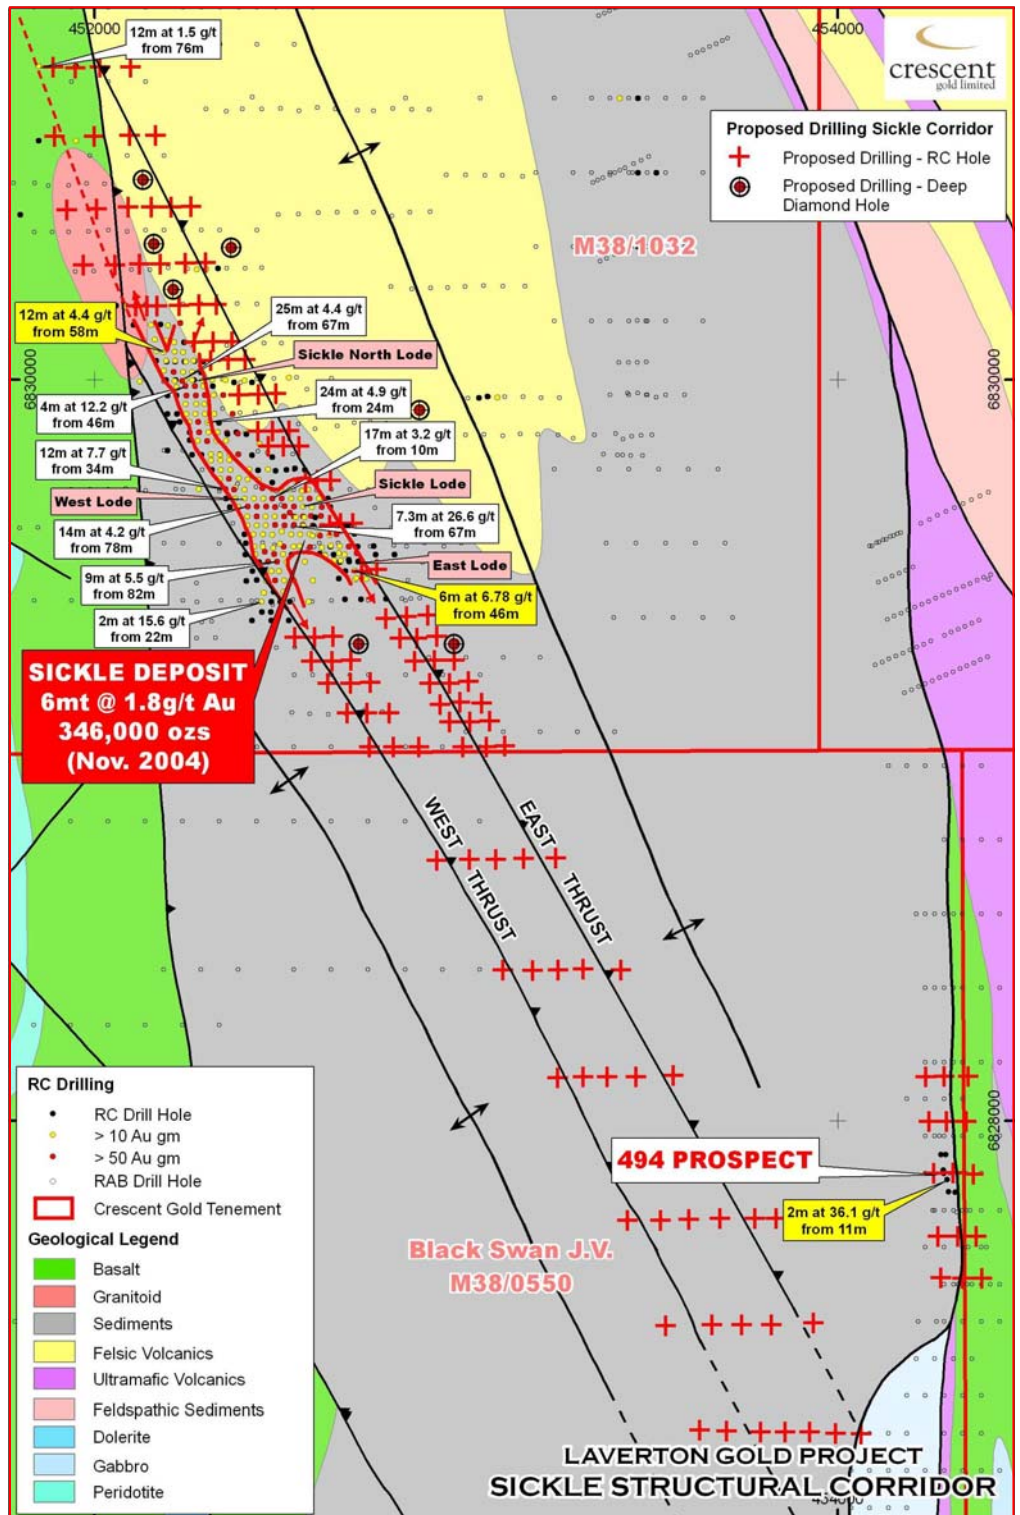 452000
454000
12m at 1.5 g/t
from 76m
crescent
gold limited
Proposed Drilling Sickle Corridor
Proposed Drilling - RC Hole
Proposed Drilling - Deep
Diamond Hole
M38/1032
12m at 4.4 g/t
from 58m
25m at 4.4 g/t
from 67m
Sickle North Lode
6830000
6830000
4m at 12.2 g/t
from 46m
24m at 4.9 g/t
from 24m
17m at 3.2 g/t
from 10m
12m at 7.7 g/t
from 34m
West Lode
Sickle Lode
14m at 4.2 g/t
from 78m
7.3m at 26.6 g/t
from 67m
East Lode
9m at 5.5 g/t
from 82m
6m at 6.78 g/t
from 46m
2m at 15.6 g/t
from 22m
SICKLE DEPOSIT
6mt @ 1.8g/t Au
346,000 ozs
(Nov. 2004)
WEST THRUST
EAST THRUST
6828000
494 PROSPECT
2m at 36.1 g/t
from 11m
Black Swan J.V.
M38/0550
RC Drilling
RC Drill Hole
> 10 Au gm
> 50 Au gm
RAB Drill Hole
Crescent Gold Tenement
Geological Legend
Basalt
Granitoid
Sediments
Felsic Volcanics
Ultramafic Volcanics
Feldspathic Sediments
Dolerite
Gabbro
Peridotite
LAVERTON GOLD PROJECT
SICKLE STRUCTURAL CORRIDOR
454000